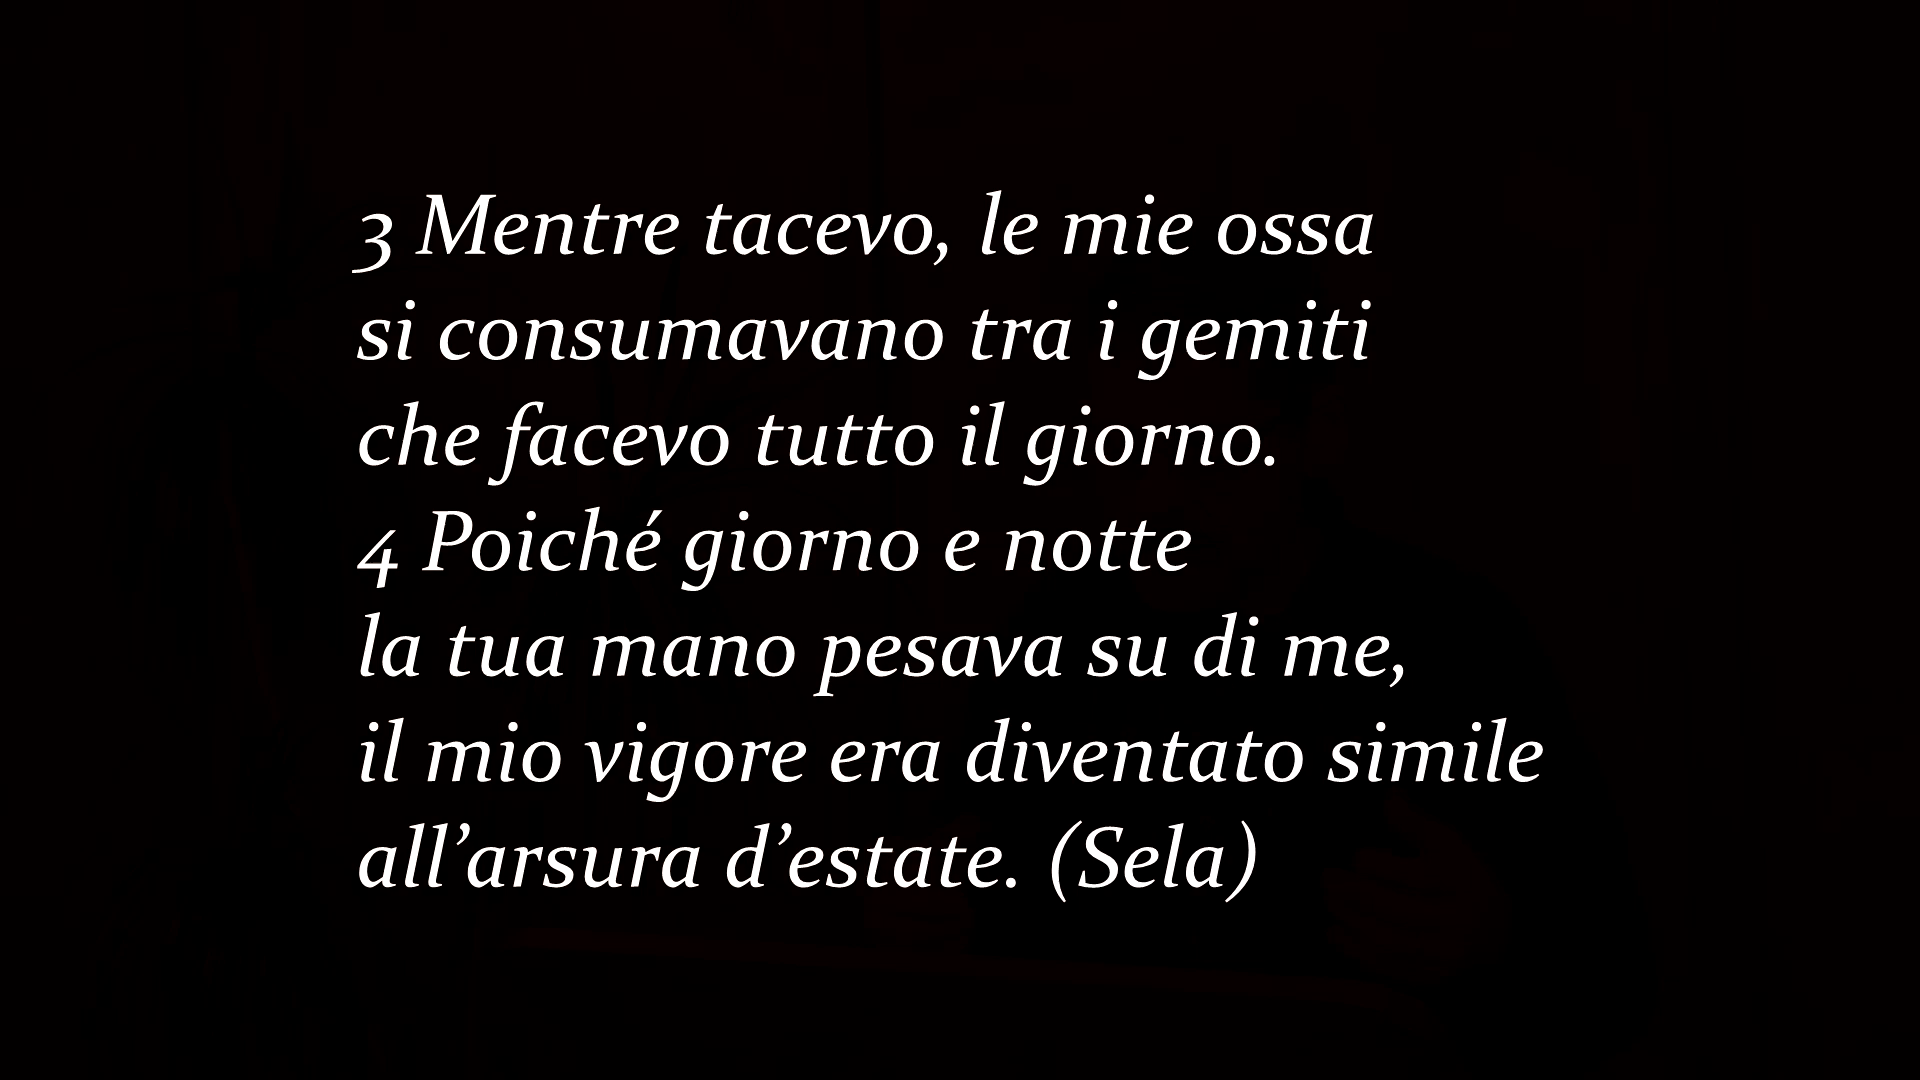 3 Mentre tacevo, le mie ossa
si consumavano tra i gemiti
che facevo tutto il giorno.
4 Poiché giorno e notte
la tua mano pesava su di me,
il mio vigore era diventato simile
all’arsura d’estate. (Sela)